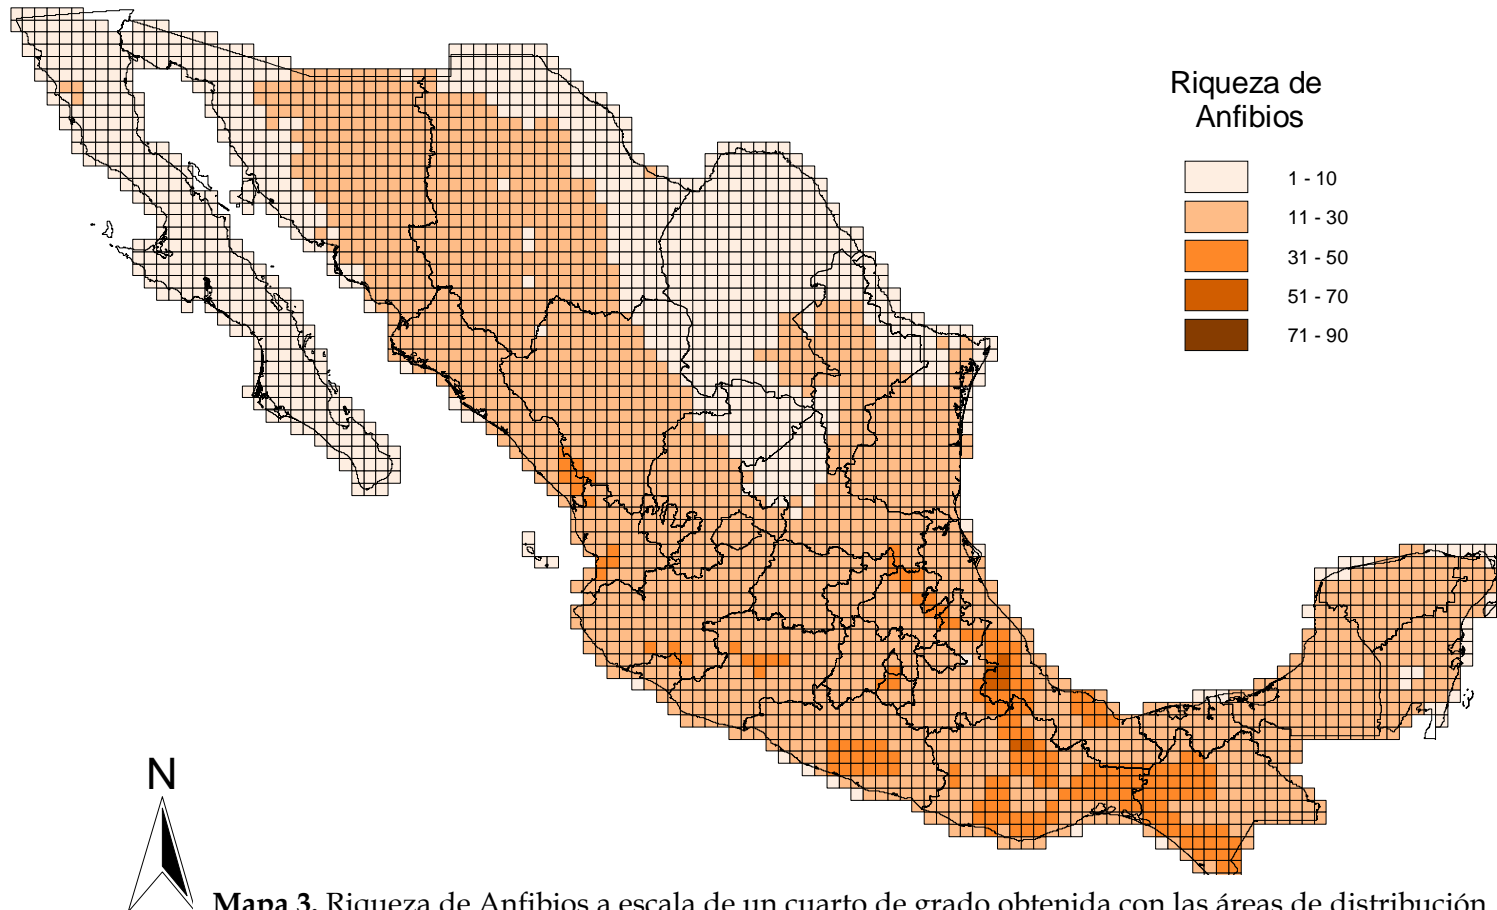 Riqueza de
Anfibios
1 - 10
11 - 30
31 - 50
51 - 70
71 - 90
N
Mapa 3. Riqueza de Anfibios a escala de un cuarto de grado obtenida con las áreas de distribución